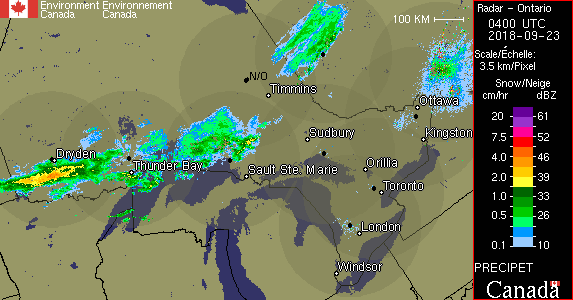 Environment Environnement
Canada Canada
100 KM
N/O
Timmins
Ottawa
Sudbury
Kingston
Dryden
Thunder Bay
Sault Ste. Marie
Orillia
Toronto
London
Windsor
Radar - Ontario
0400 UTC
2018-09-23
Scale/Échelle:
3.5 km/Pixel
Snow/Neige
cm/hr dBZ
20 61
7.5 52
4.0 46
2.0 39
1.0 33
0.5 26
0.1 10
PRECIPET
Canada